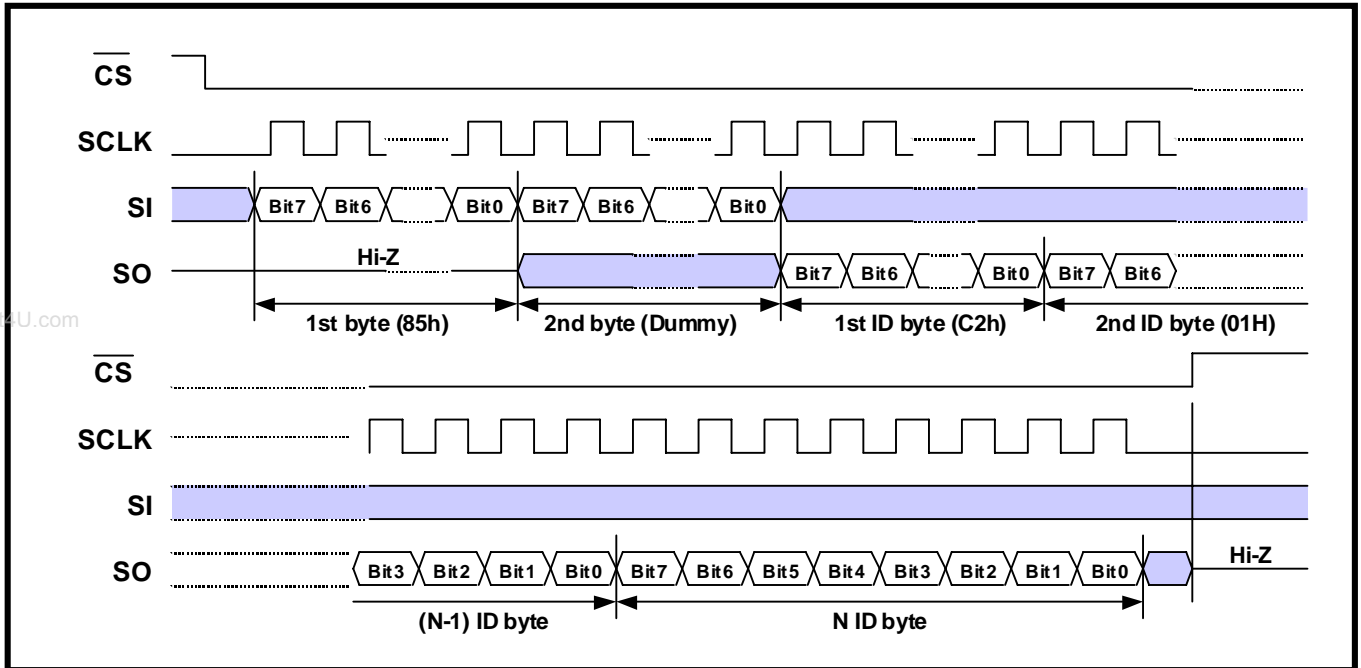 CS
SCLK
SI Bit7 Bit6 Bit0 Bit7 Bit6 Bit0
SO Hi-Z Bit7 Bit6 Bit0 Bit7 Bit6
1st byte (85h) 2nd byte (Dummy) 1st ID byte (C2h) 2nd ID byte (01H)
t4U.com
CS
SCLK
SI
SO Bit3 Bit2 Bit1 Bit0 Bit7 Bit6 Bit5 Bit4 Bit3 Bit2 Bit1 Bit0 Hi-Z
(N-1) ID byte N ID byte